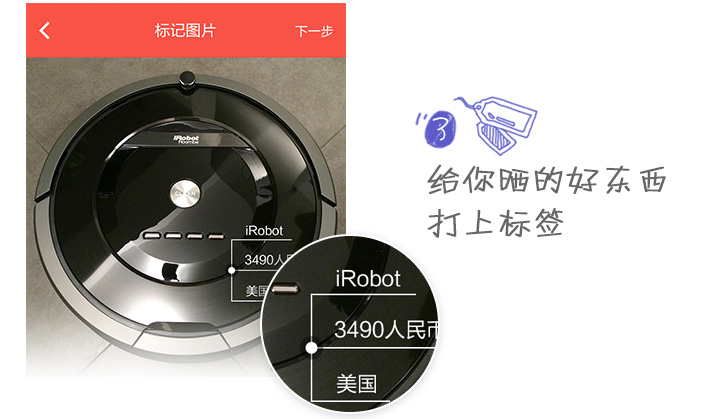 标记图片
下一步
iRobot
Roomba
iRobot
3490人民
美国
iRobot
3490人民币
美国
3
给你晒的好东西
打上标签